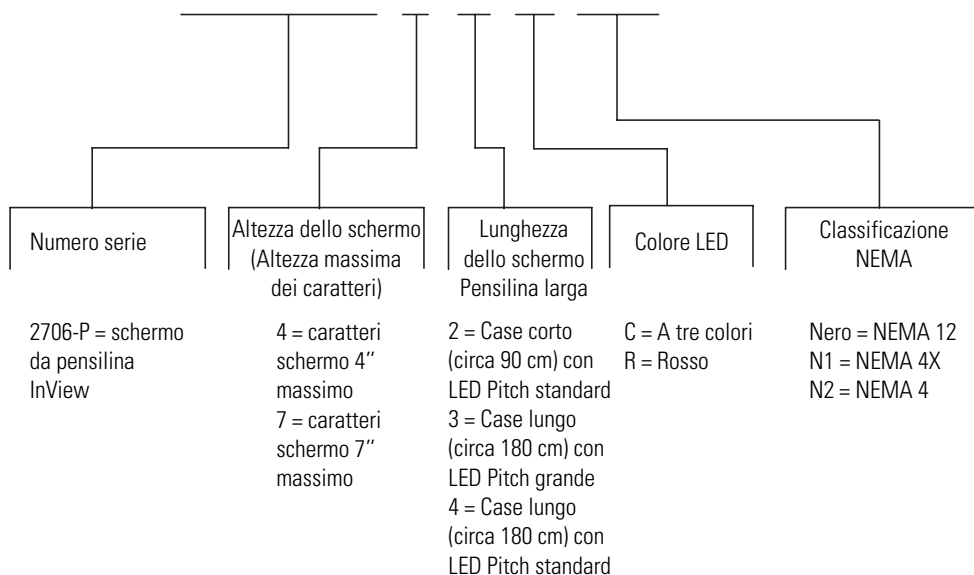 Numero serie
Altezza dello schermo
(Altezza massima
dei caratteri)
Lunghezza
dello schermo
Pensilina larga
Colore LED
Classificazione
NEMA
2706-P = schermo
da pensilina
InView
4 = caratteri
schermo 4"
massimo
7 = caratteri
schermo 7"
massimo
2 = Case corto
(circa 90 cm) con
LED Pitch standard
3 = Case lungo
(circa 180 cm) con
LED Pitch grande
4 = Case lungo
(circa 180 cm) con
LED Pitch standard
C = A tre colori
R = Rosso
Nero = NEMA 12
N1 = NEMA 4X
N2 = NEMA 4